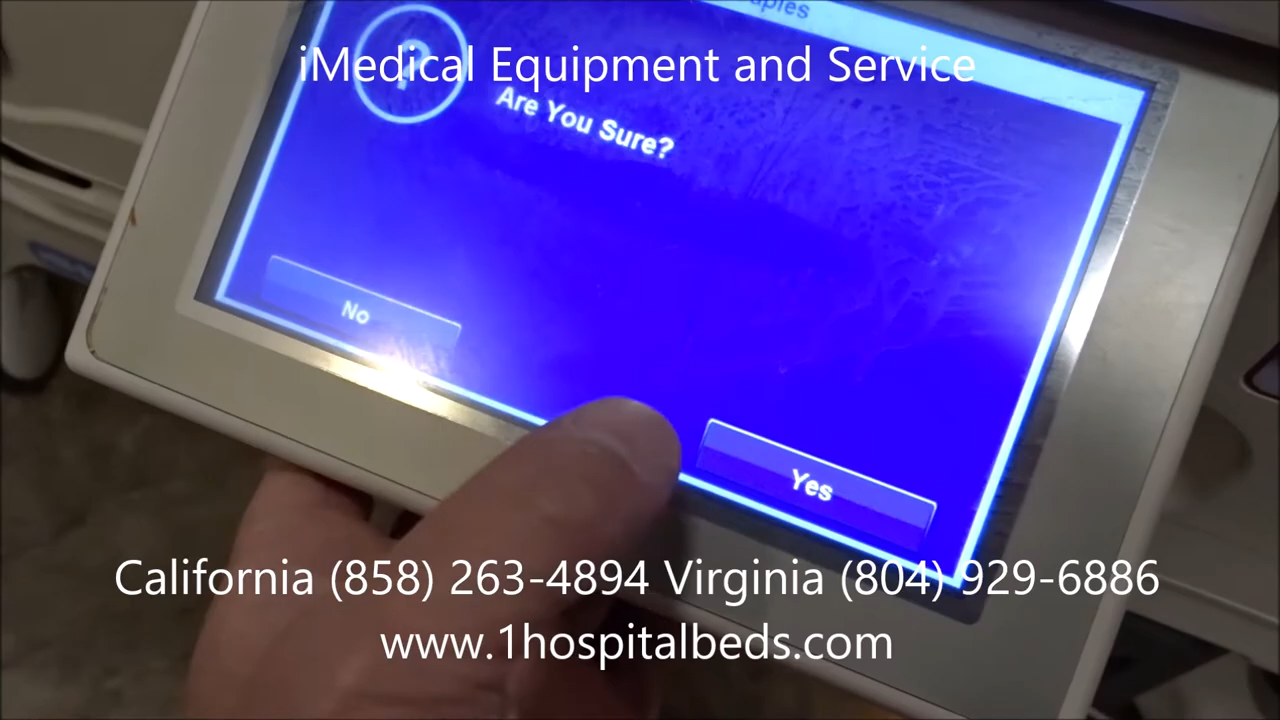 iMedical Equipment and Service
?
Are You Sure?
No
Yes
California (858) 263-4894 Virginia (804) 929-6886
www.1hospitalbeds.com